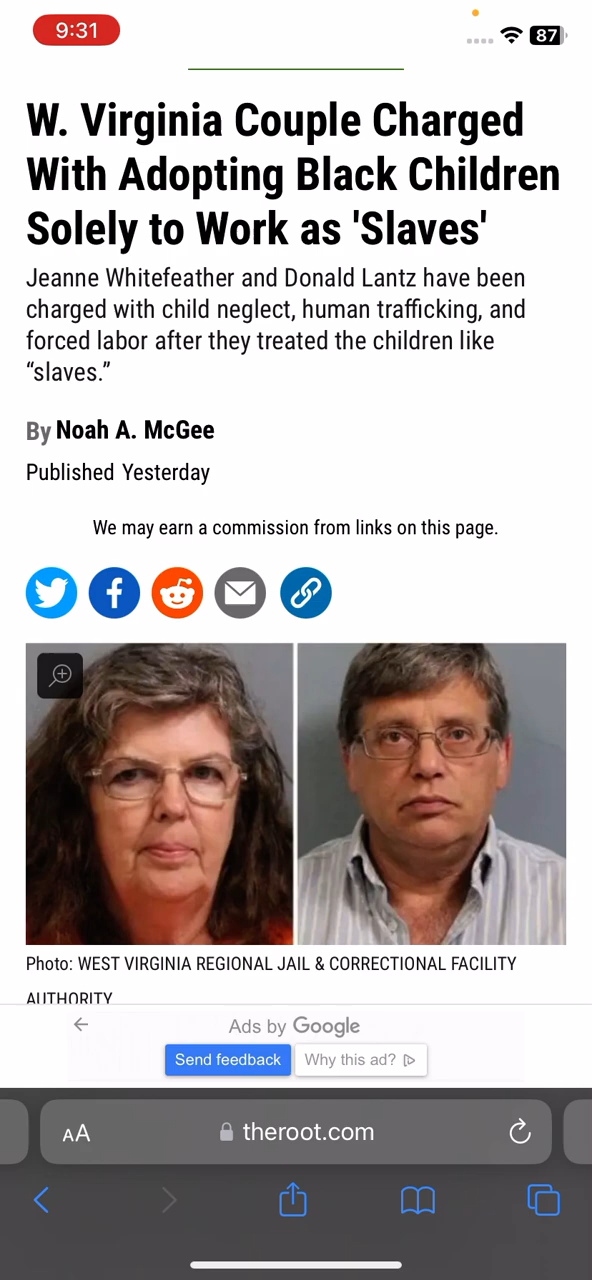 9:31
87
W. Virginia Couple Charged
With Adopting Black Children
Solely to Work as 'Slaves'
Jeanne Whitefeather and Donald Lantz have been
charged with child neglect, human trafficking, and
forced labor after they treated the children like
“slaves.”
By Noah A. McGee
Published Yesterday
We may earn a commission from links on this page.
Photo: WEST VIRGINIA REGIONAL JAIL & CORRECTIONAL FACILITY
AUTHORITY
Ads by Google
Send feedback
Why this ad?
AA
theroot.com